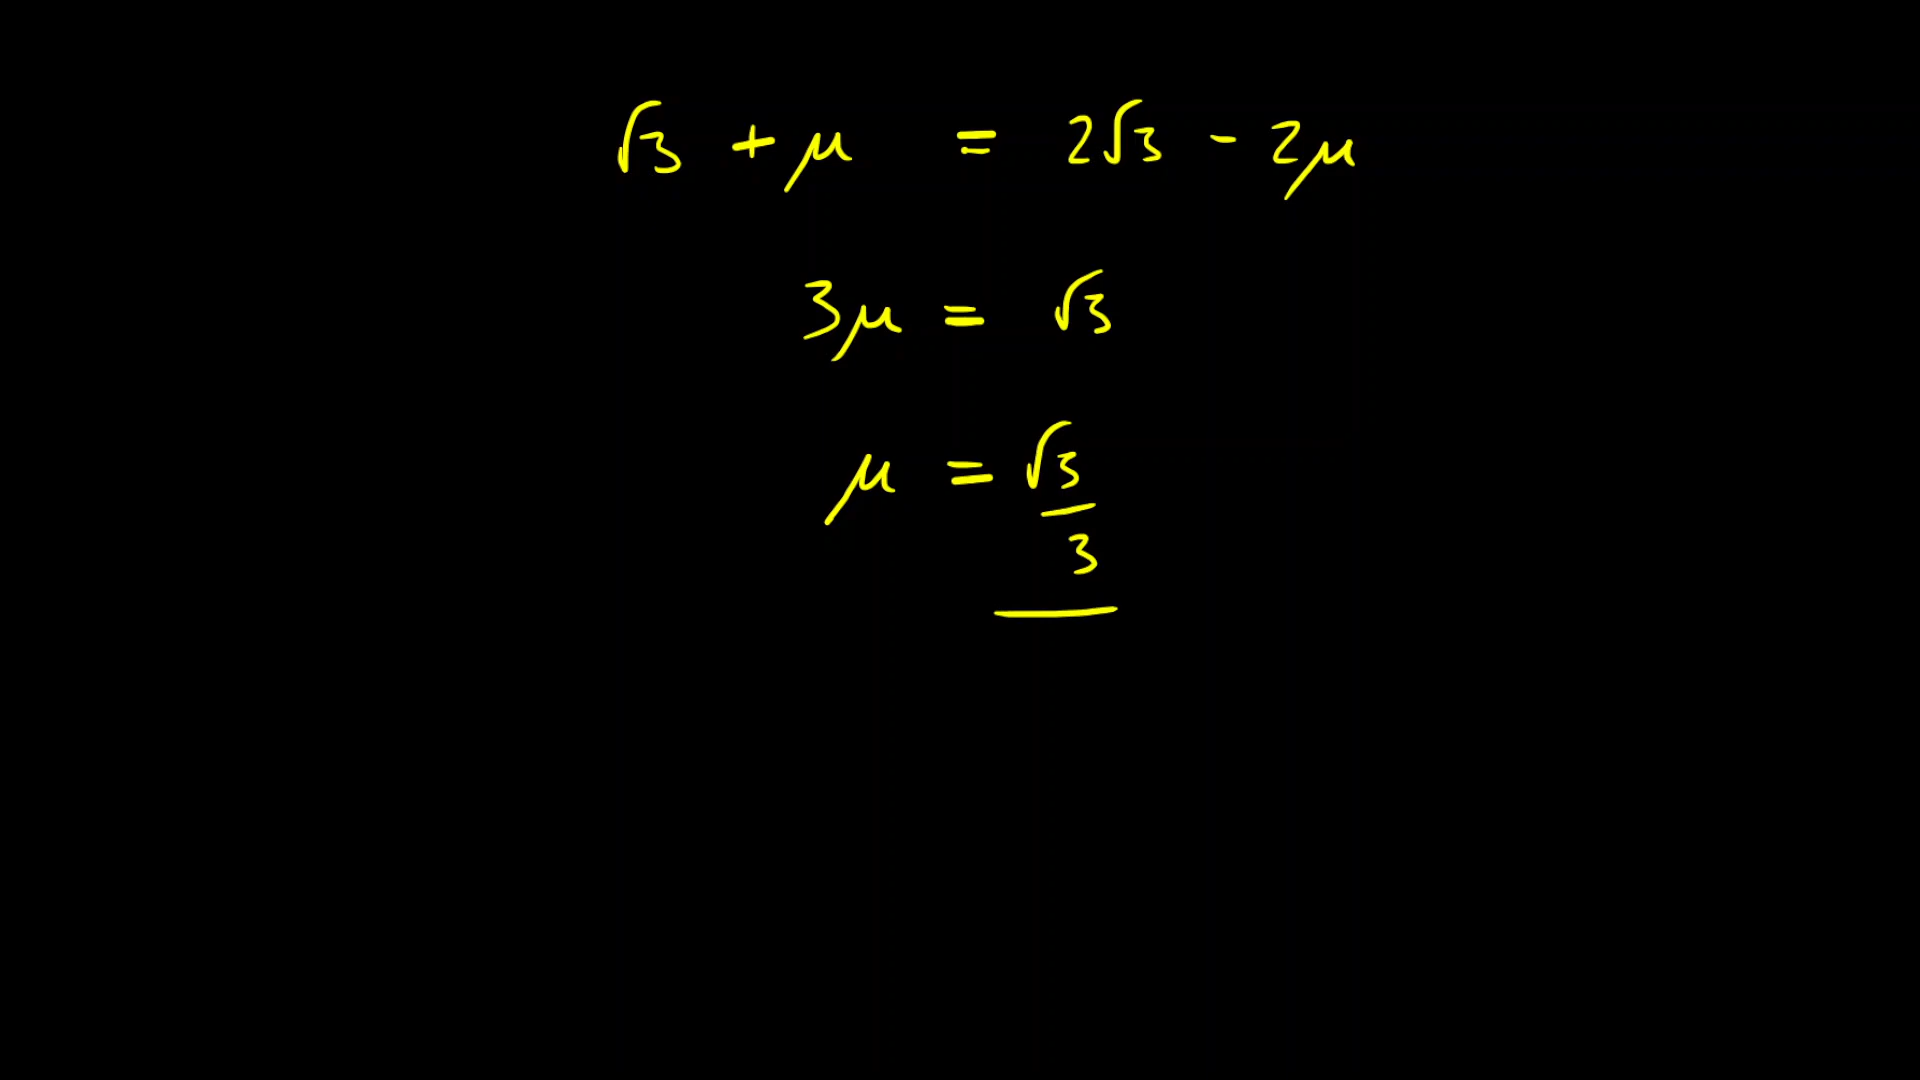 √3 + μ = 2√3 - 2μ
3μ = √3
μ = √3/3